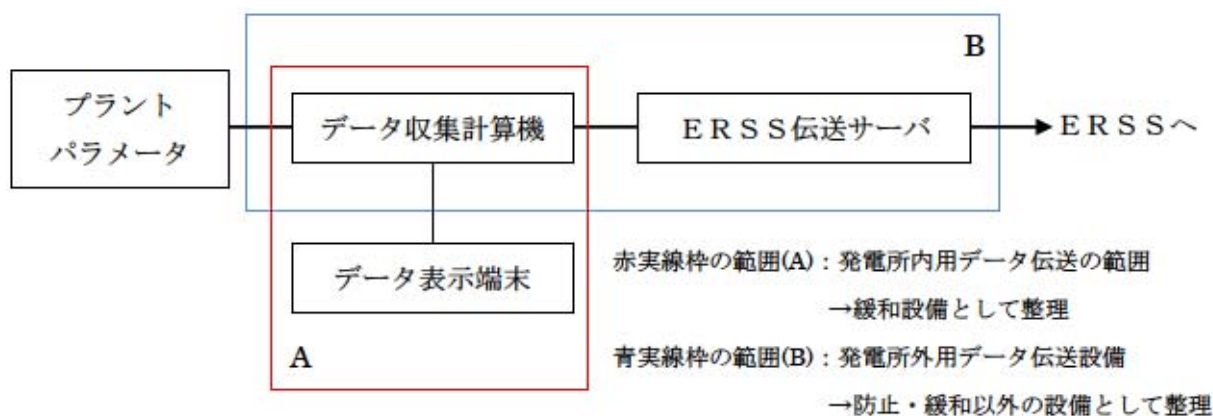 B
プラント
パラメータ
データ収集計算機
ＥＲＳＳ伝送サーバ
ＥＲＳＳへ
データ表示端末
A
赤実線枠の範囲(A)：発電所内用データ伝送の範囲
→緩和設備として整理
青実線枠の範囲(B)：発電所外用データ伝送設備
→防止・緩和以外の設備として整理